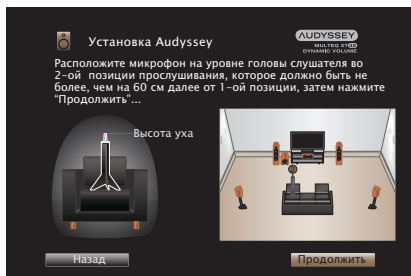 Установка Audyssey
AUDYSSEY
MULTEQ XT32
DYNAMIC VOLUME
Расположите микрофон на уровне головы слушателя во
2-ой позиции прослушивания, которое должно быть не
более, чем на 60 см далее от 1-ой позиции, затем нажмите
"Продолжить"...
Высота уха
Назад
Продолжить